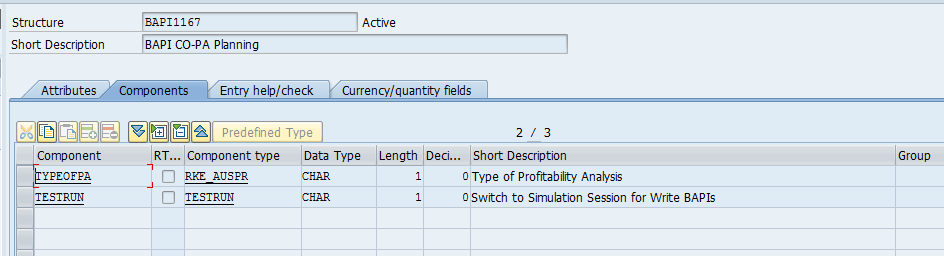 Structure BAPI1167 Active
Short Description BAPI CO-PA Planning
Attributes Components Entry help/check Currency/quantity fields
Predefined Type 2 / 3
Component RT... Component type Data Type Length Deci... Short Description Group
TYPEOFPA RKE_AUSPR CHAR 1 0 Type of Profitability Analysis
TESTRUN TESTRUN CHAR 1 0 Switch to Simulation Session for Write BAPIs